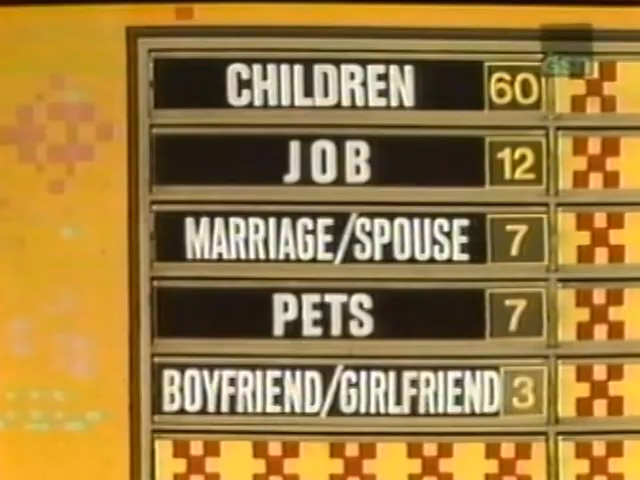 CHILDREN 60
JOB 12
MARRIAGE/SPOUSE 7
PETS 7
BOYFRIEND/GIRLFRIEND 3